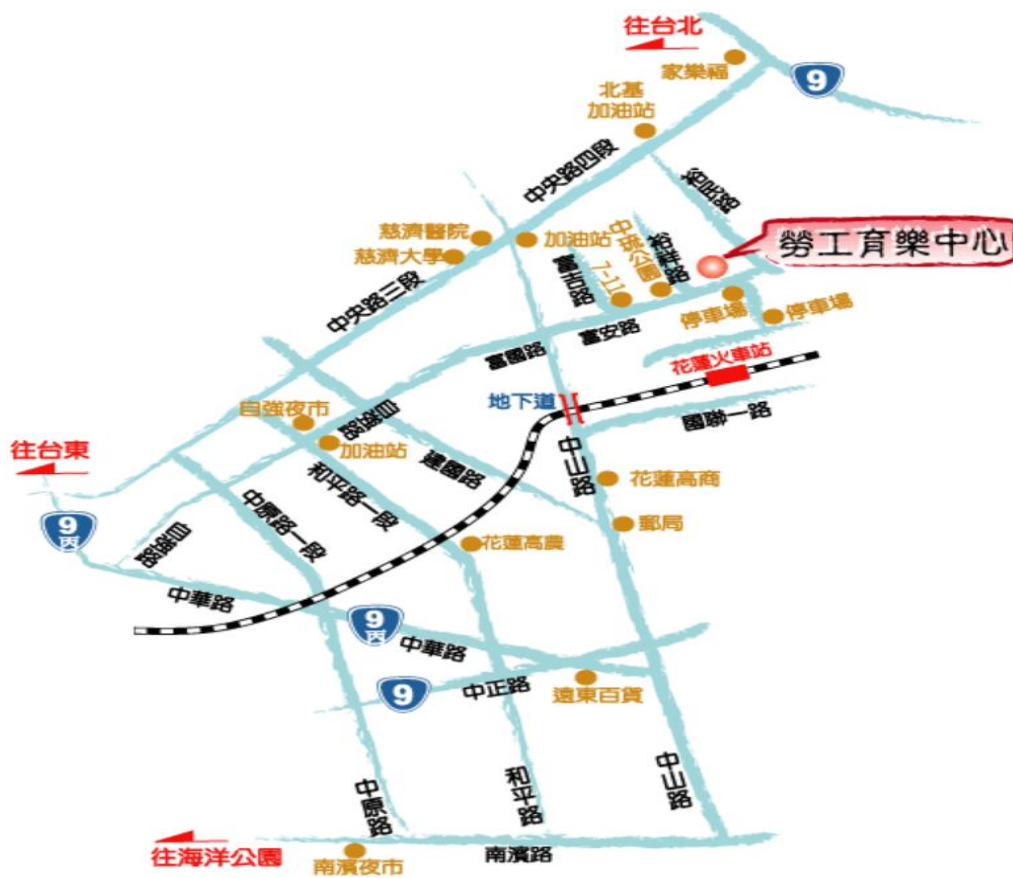 往台北
家樂福
9
北基
加油站
中央路四段
裕民路
勞工育樂中心
慈濟醫院
慈濟大學
加油站
富吉路
7-11
中琉公園
裕祥路
停車場
停車場
中央路三段
富國路
富安路
花蓮火車站
地下道
國聯一路
自強夜市
自強路
加油站
往台東
建國路
中山路
花蓮高商
和平路一段
中原路一段
9
丙
自強路
郵局
花蓮高農
中華路
9
丙
中華路
9
中正路
遠東百貨
中原路
和平路
中山路
往海洋公園
南濱夜市
南濱路